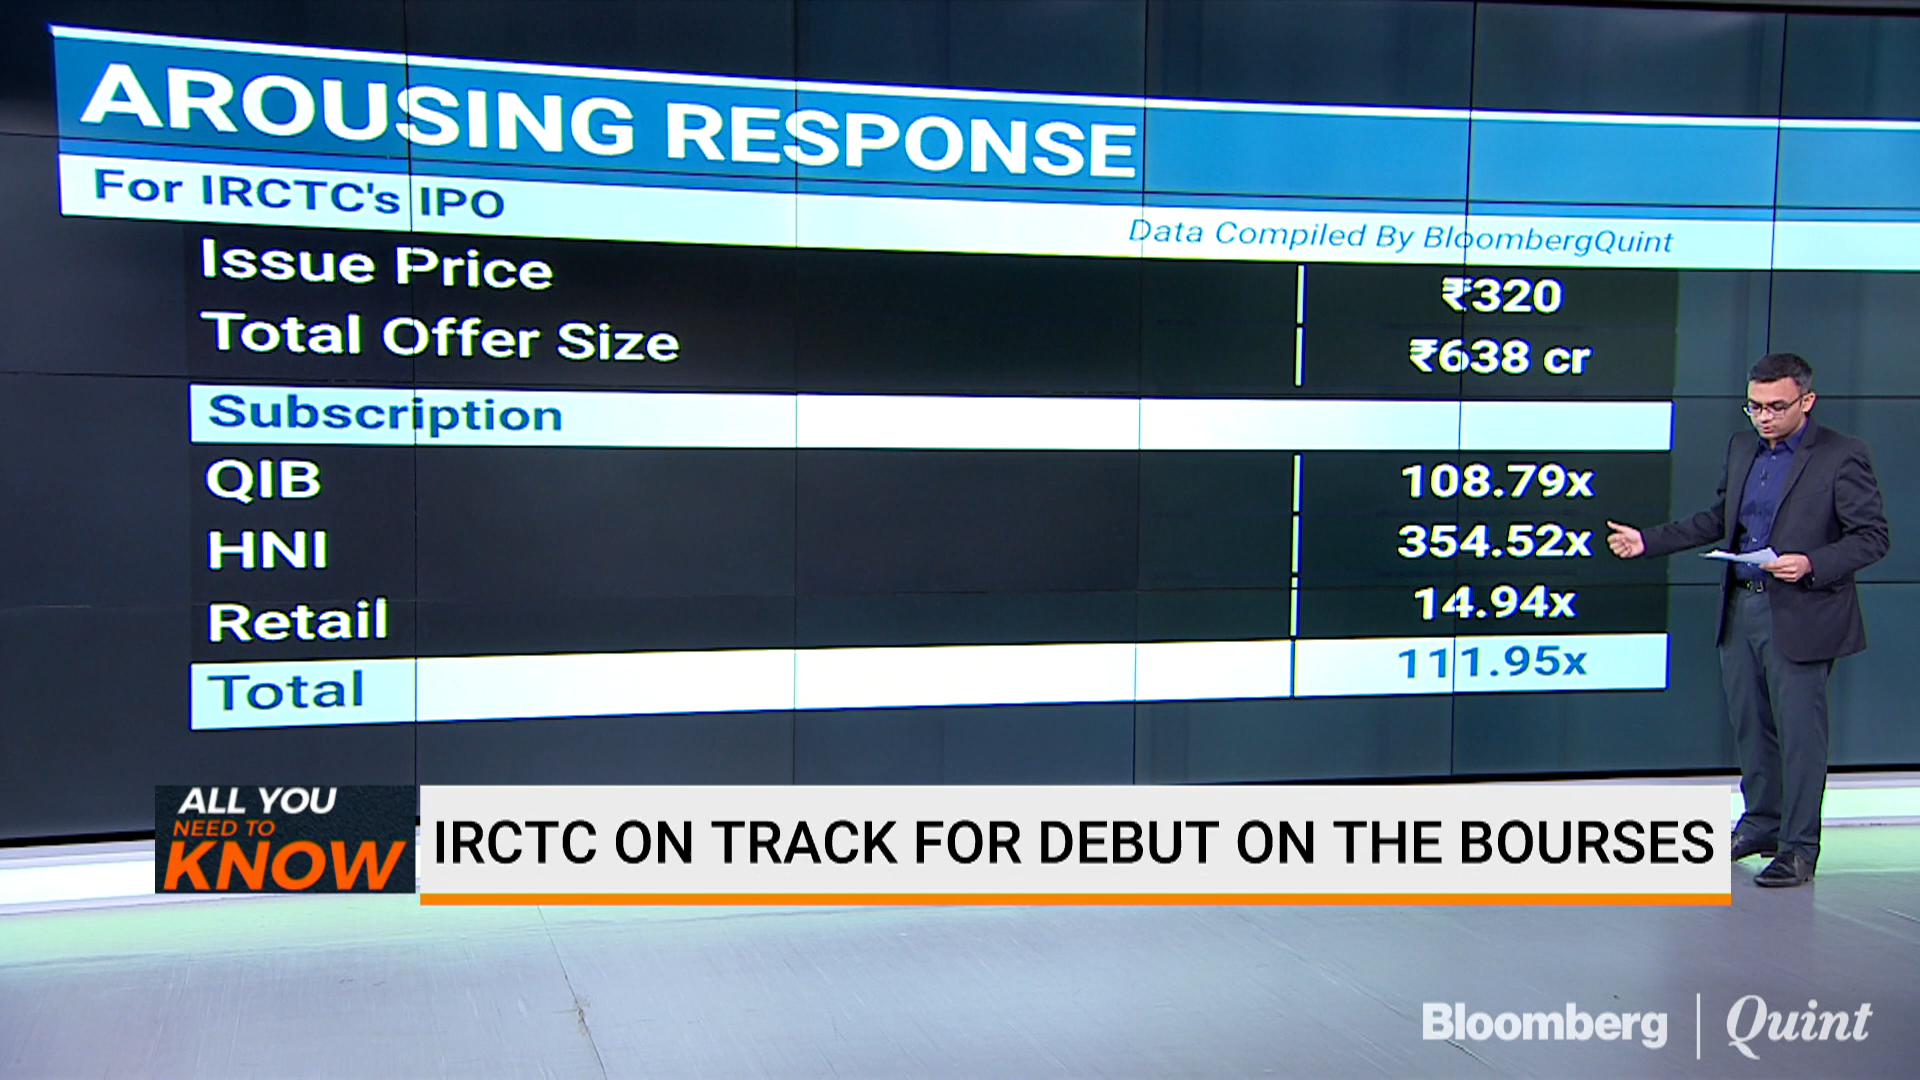 AROUSING RESPONSE
For IRCTC's IPO
Data Compiled By BloombergQuint
Issue Price ₹320
Total Offer Size ₹638 cr
Subscription
QIB 108.79x
HNI 354.52x
Retail 14.94x
Total 111.95x
ALL YOU
NEED TO
KNOW
IRCTC ON TRACK FOR DEBUT ON THE BOURSES
Bloomberg | Quint